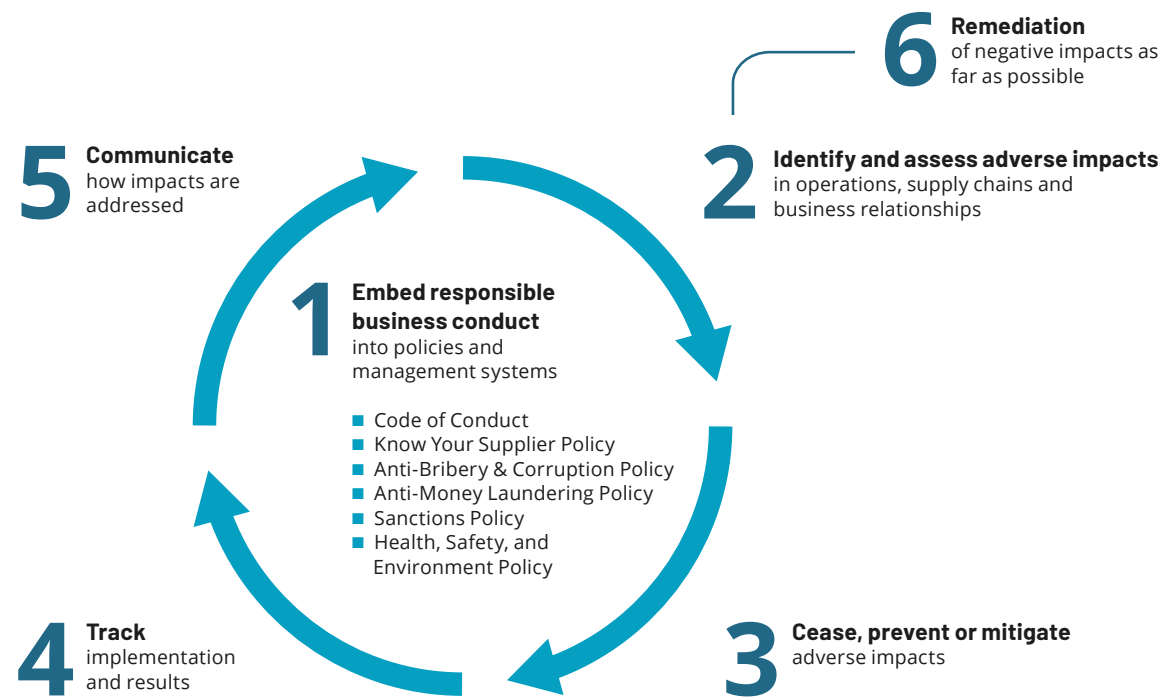 6
Remediation
of negative impacts as
far as possible
5
Communicate
how impacts are
addressed
2
Identify and assess adverse impacts
in operations, supply chains and
business relationships
1
Embed responsible
business conduct
into policies and
management systems
■ Code of Conduct
■ Know Your Supplier Policy
■ Anti-Bribery & Corruption Policy
■ Anti-Money Laundering Policy
■ Sanctions Policy
■ Health, Safety, and
Environment Policy
4
Track
implementation
and results
3
Cease, prevent or mitigate
adverse impacts